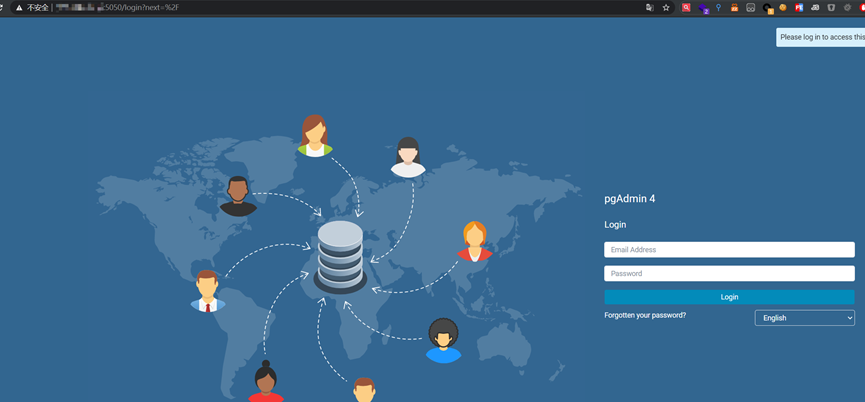 不安全
5050/login?next=%2F
Please log in to access this
pgAdmin 4
Login
Email Address
Password
Login
Forgotten your password?
English